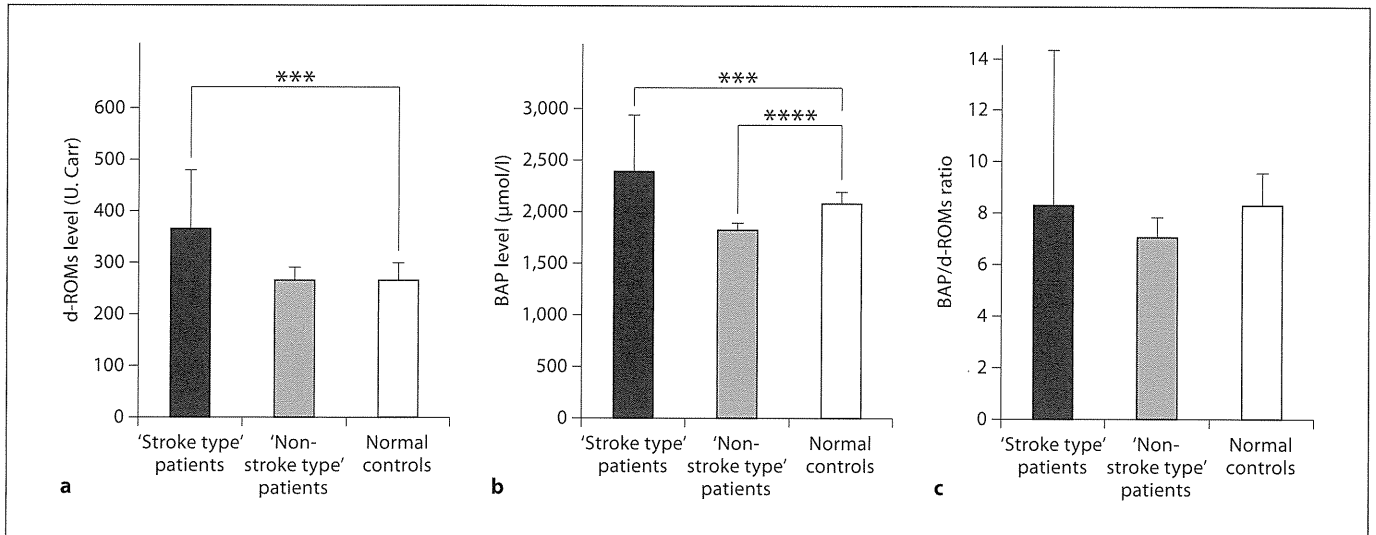 d-ROMs level (U. Carr)
600
500
400
300
200
100
0
***
'Stroke type'
patients
'Non-
stroke type'
patients
Normal
controls
a
BAP level (µmol/l)
3,000
2,500
2,000
1,500
1,000
500
0
***
****
'Stroke type'
patients
'Non-
stroke type'
patients
Normal
controls
b
BAP/d-ROMs ratio
14
12
10
8
6
4
2
0
'Stroke type'
patients
'Non-
stroke type'
patients
Normal
controls
c